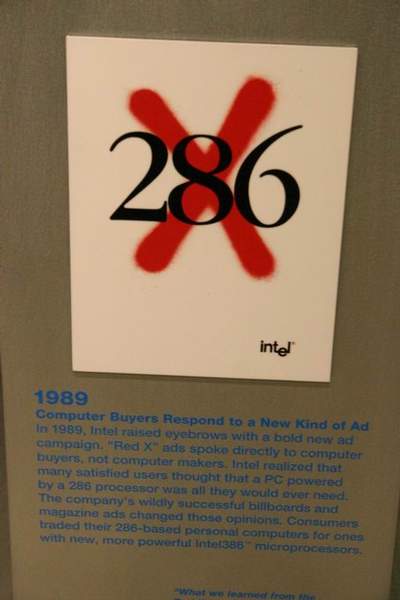 286
intel®
1989
Computer Buyers Respond to a New Kind of Ad
In 1989, Intel raised eyebrows with a bold new ad
campaign. "Red X" ads spoke directly to computer
buyers, not computer makers. Intel realized that
many satisfied users thought that a PC powered
by a 286 processor was all they would ever need.
The company's wildly successful billboards and
magazine ads changed those opinions. Consumers
traded their 286-based personal computers for ones
with new, more powerful Intel386™ microprocessors.
"What we learned from the